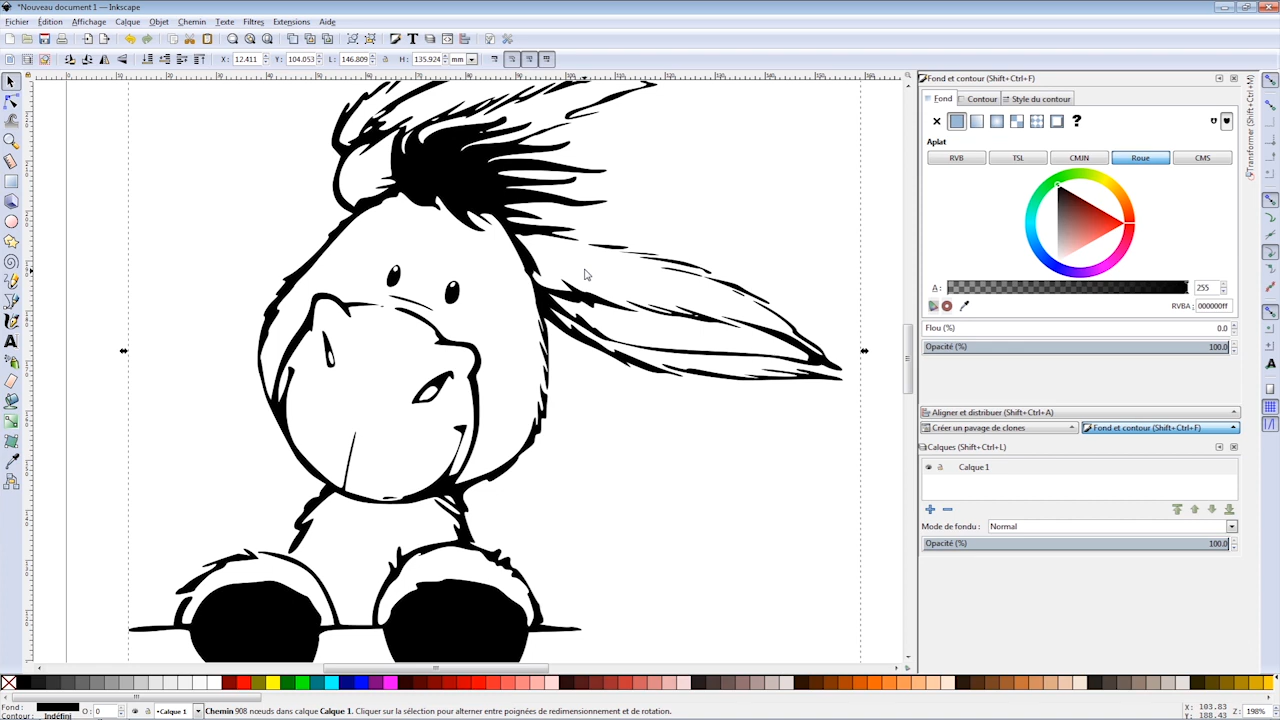 *Nouveau document 1 — Inkscape
Fichier Édition Affichage Calque Objet Chemin Texte Filtres Extensions Aide
X: 12.411 Y: 104.053 L: 146.809 H: 135.924 mm
Fond et contour (Shift+Ctrl+F)
Fond Contour Style du contour
?
Aplat
RVB TSL CMJN Roue CMS
A: 255
RVBA : 000000ff
Flou (%) 0.0
Opacité (%) 100.0
Aligner et distribuer (Shift+Ctrl+A)
Créer un pavage de clones Fond et contour (Shift+Ctrl+F)
Calques (Shift+Ctrl+L)
Calque 1
Mode de fondu : Normal
Opacité (%) 100.0
Transformer (Shift+Ctrl+M)
Fond :
Contour : Indéfini
O: 0
•Calque 1
Chemin 908 nœuds dans calque Calque 1. Cliquer sur la sélection pour alterner entre poignées de redimensionnement et de rotation.
X: 103.83
Y: 188.43
Z: 198%